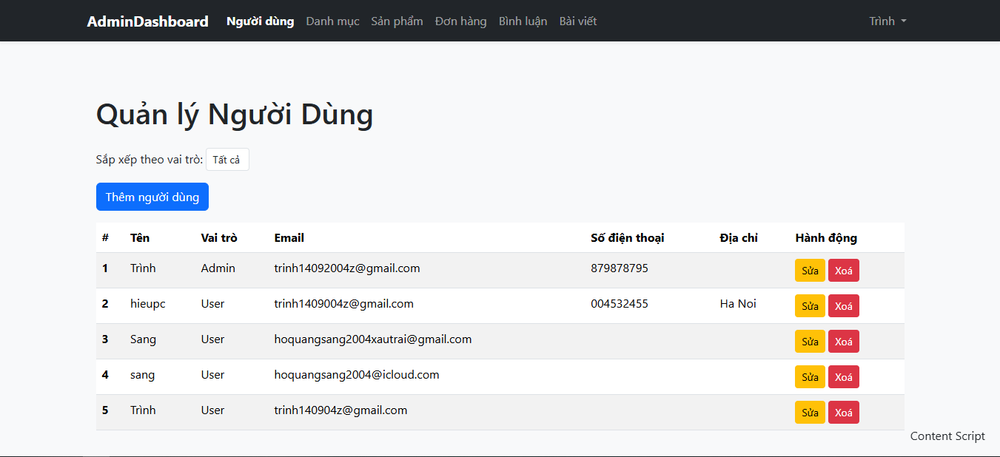 AdminDashboard Người dùng Danh mục Sản phẩm Đơn hàng Bình luận Bài viết Trình
Quản lý Người Dùng
Sắp xếp theo vai trò: Tất cả
Thêm người dùng
# Tên Vai trò Email Số điện thoại Địa chỉ Hành động
1 Trình Admin trinh14092004z@gmail.com 879878795 Sửa Xoá
2 hieupc User trinh1409004z@gmail.com 004532455 Ha Noi Sửa Xoá
3 Sang User hoquangsang2004xautrai@gmail.com Sửa Xoá
4 sang User hoquangsang2004@icloud.com Sửa Xoá
5 Trình User trinh140904z@gmail.com Sửa Xoá
Content Script